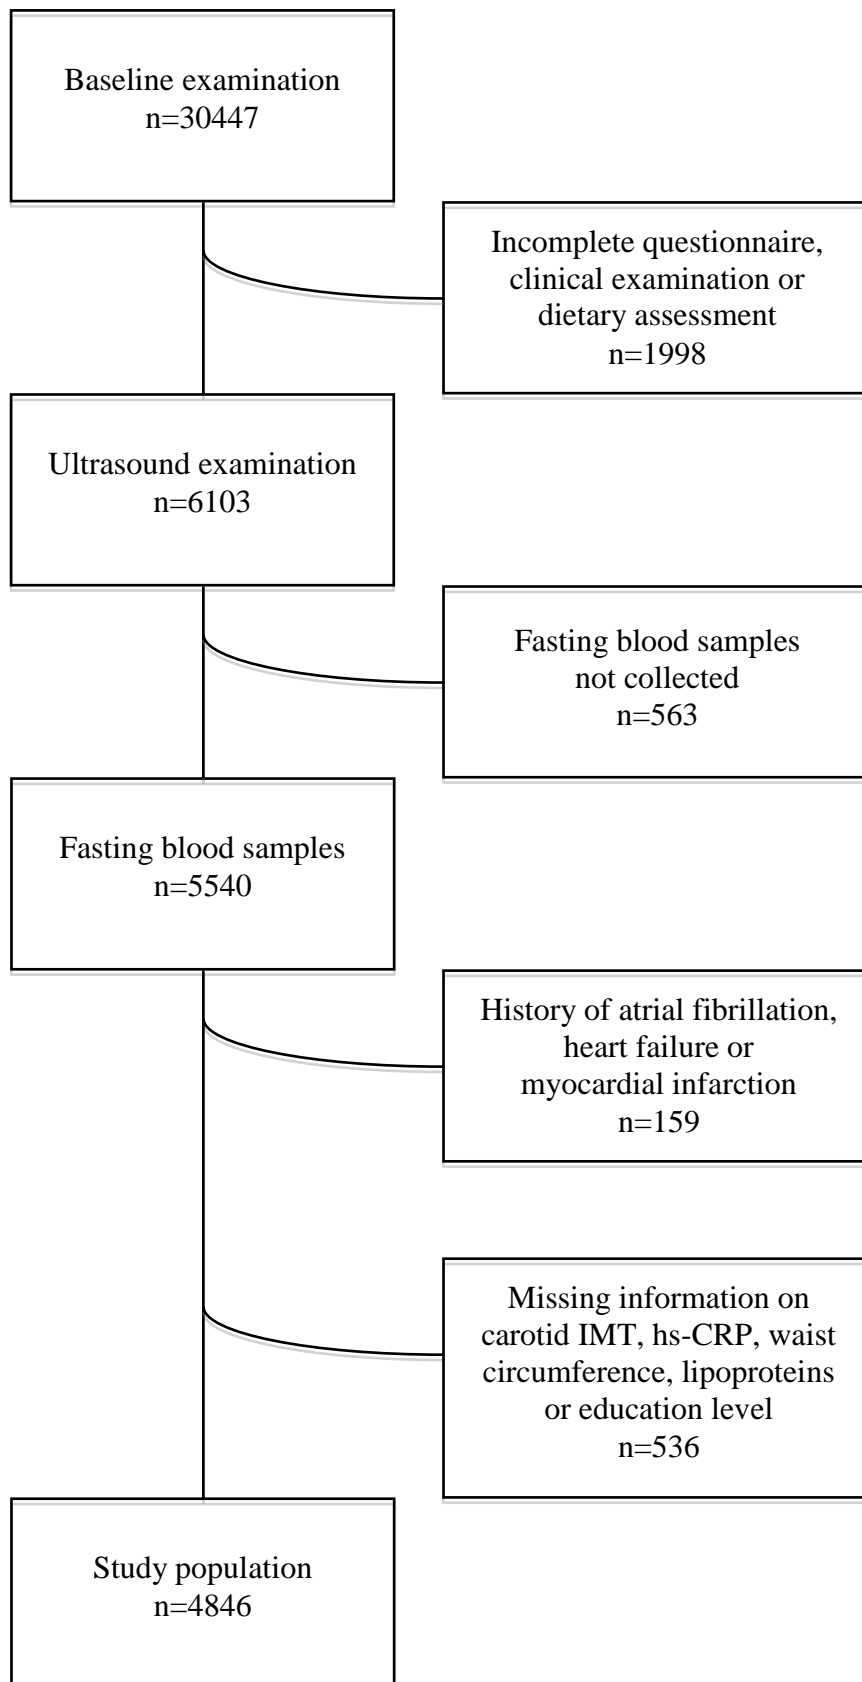 Baseline examination
n=30447
Incomplete questionnaire,
clinical examination or
dietary assessment
n=1998
Ultrasound examination
n=6103
Fasting blood samples
not collected
n=563
Fasting blood samples
n=5540
History of atrial fibrillation,
heart failure or
myocardial infarction
n=159
Missing information on
carotid IMT, hs-CRP, waist
circumference, lipoproteins
or education level
n=536
Study population
n=4846